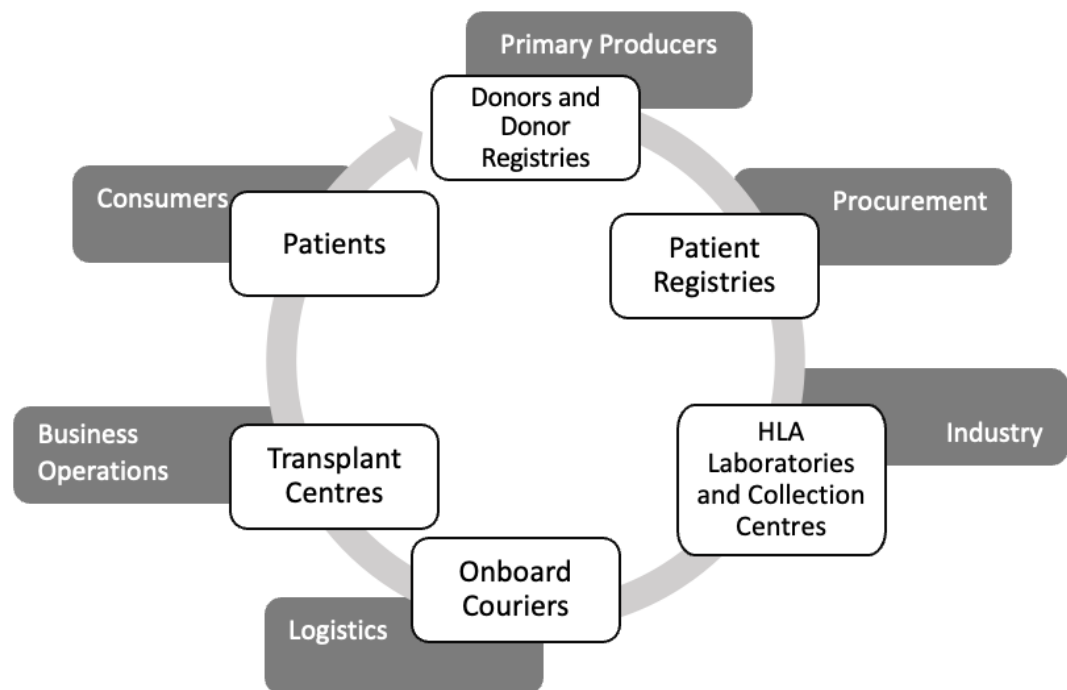 Primary Producers
Donors and
Donor
Registries
Procurement
Patient
Registries
Industry
HLA
Laboratories
and Collection
Centres
Onboard
Couriers
Logistics
Business
Operations
Transplant
Centres
Consumers
Patients